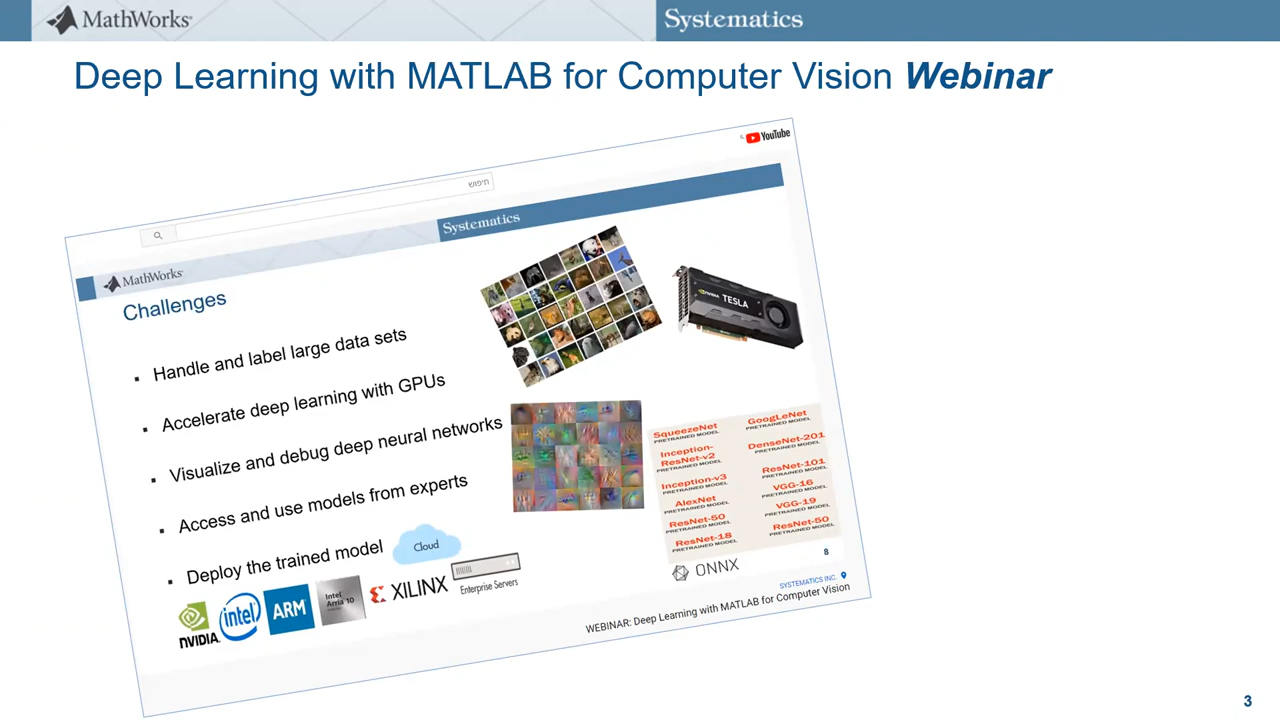 MathWorks®
Systematics
Deep Learning with MATLAB for Computer Vision Webinar
YouTube
חיפוש
Systematics
MathWorks®
Challenges
▪ Handle and label large data sets
▪ Accelerate deep learning with GPUs
▪ Visualize and debug deep neural networks
▪ Access and use models from experts
▪ Deploy the trained model
NVIDIA TESLA
SqueezeNet
PRETRAINED MODEL
GoogLeNet
PRETRAINED MODEL
Inception-
ResNet-v2
PRETRAINED MODEL
DenseNet-201
PRETRAINED MODEL
Inception-v3
PRETRAINED MODEL
ResNet-101
PRETRAINED MODEL
AlexNet
PRETRAINED MODEL
VGG-16
PRETRAINED MODEL
ResNet-50
PRETRAINED MODEL
VGG-19
PRETRAINED MODEL
ResNet-18
PRETRAINED MODEL
ResNet-50
PRETRAINED MODEL
Cloud
NVIDIA.
intel
ARM
Intel
Arria 10
XILINX
Enterprise Servers
ONNX
8
SYSTEMATICS INC.
WEBINAR: Deep Learning with MATLAB for Computer Vision
3